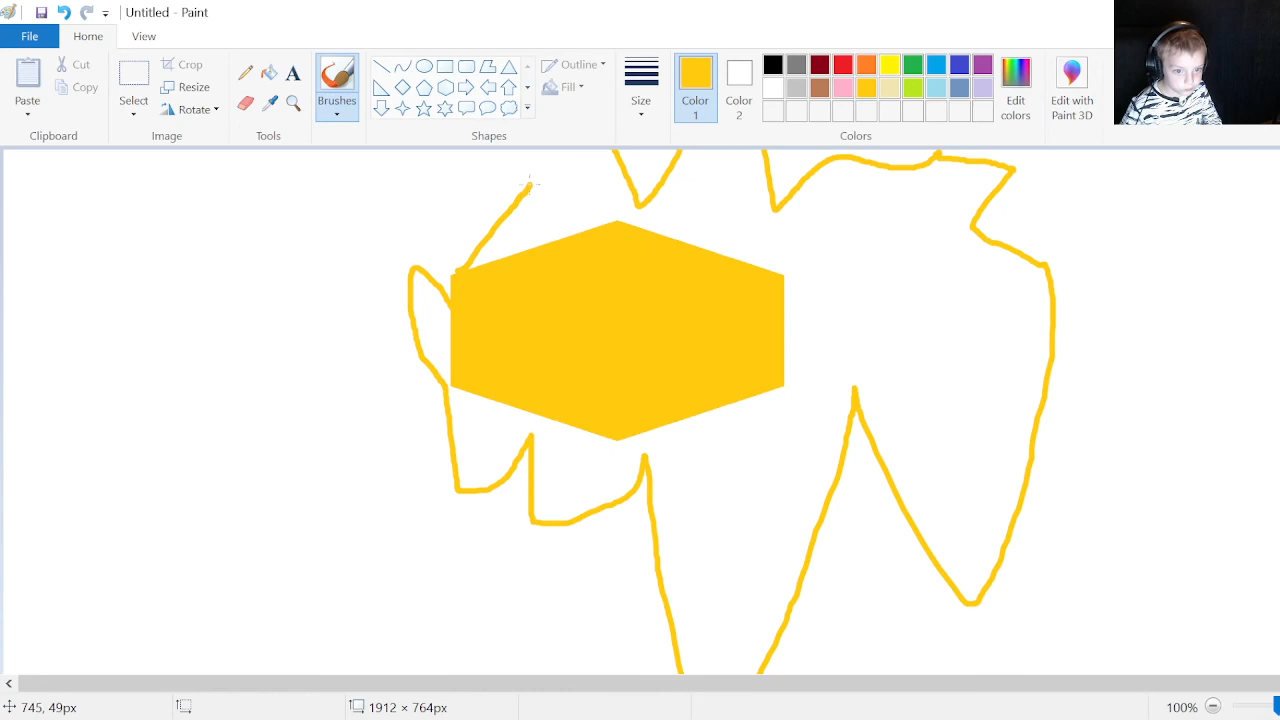 Untitled - Paint
File Home View
Paste
Cut
Copy
Clipboard
Select
Crop
Resize
Rotate
Image
A
Tools
Brushes
Outline
Fill
Shapes
Size
Color 1
Color 2
Edit colors
Colors
Edit with Paint 3D
745, 49px
1912 × 764px
100%